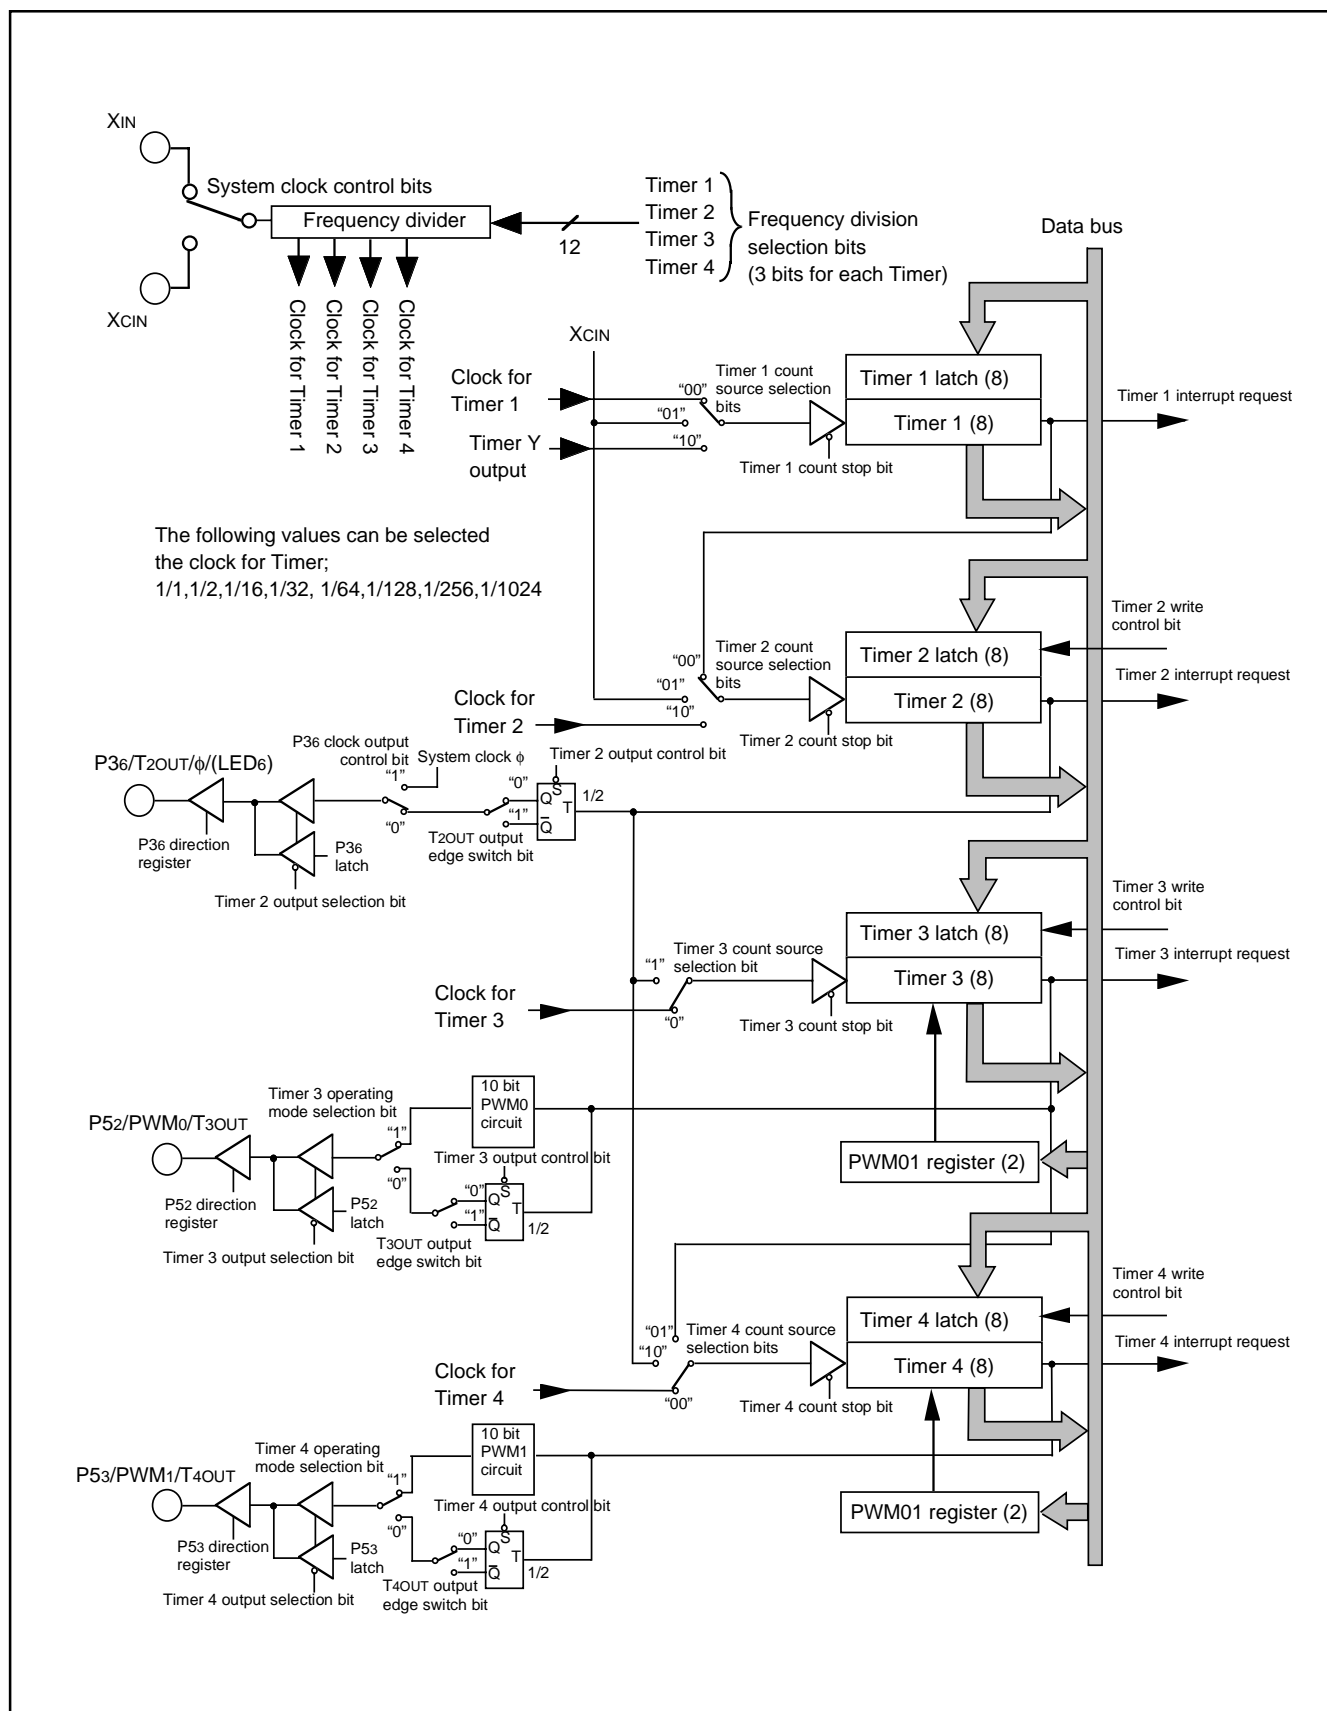 XIN
System clock control bits
Frequency divider
12
Timer 1
Timer 2
Timer 3
Timer 4
Frequency division
selection bits
(3 bits for each Timer)
Data bus
XCIN
Clock for Timer 1
Clock for Timer 2
Clock for Timer 3
Clock for Timer 4
XCIN
Clock for
Timer 1
"00"
"01"
Timer Y
output
"10"
Timer 1 count
source selection
bits
Timer 1 count stop bit
Timer 1 latch (8)
Timer 1 (8)
Timer 1 interrupt request
The following values can be selected
the clock for Timer;
1/1,1/2,1/16,1/32, 1/64,1/128,1/256,1/1024
Timer 2 write
control bit
"00"
"01"
"10"
Timer 2 count
source selection
bits
Timer 2 latch (8)
Timer 2 (8)
Timer 2 interrupt request
Clock for
Timer 2
Timer 2 count stop bit
P36/T2OUT/ϕ/(LED6)
P36 clock output
control bit
System clock ϕ
Timer 2 output control bit
"1"
"0"
"0"
"1"
Q
S
T
Q̅
1/2
T2OUT output
edge switch bit
P36 direction
register
P36
latch
Timer 2 output selection bit
Timer 3 write
control bit
Timer 3 latch (8)
Timer 3 (8)
Timer 3 interrupt request
"1"
Timer 3 count source
selection bit
Clock for
Timer 3
"0"
Timer 3 count stop bit
P52/PWM0/T3OUT
Timer 3 operating
mode selection bit
"1"
"0"
10 bit
PWM0
circuit
Timer 3 output control bit
"0"
"1"
Q
S
T
Q̅
1/2
T3OUT output
edge switch bit
P52 direction
register
P52
latch
Timer 3 output selection bit
PWM01 register (2)
Timer 4 write
control bit
Timer 4 latch (8)
Timer 4 (8)
Timer 4 interrupt request
"01"
"10"
Timer 4 count source
selection bits
Clock for
Timer 4
"00"
Timer 4 count stop bit
P53/PWM1/T4OUT
Timer 4 operating
mode selection bit
"1"
"0"
10 bit
PWM1
circuit
Timer 4 output control bit
"0"
"1"
Q
S
T
Q̅
1/2
T4OUT output
edge switch bit
P53 direction
register
P53
latch
Timer 4 output selection bit
PWM01 register (2)